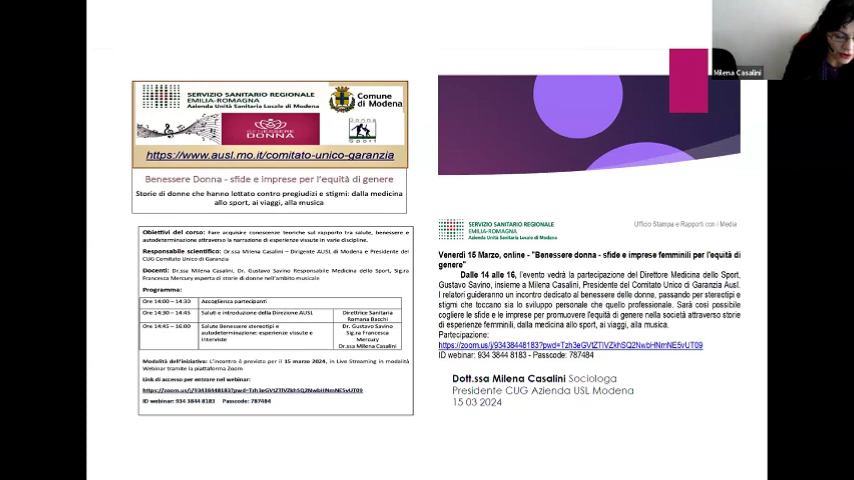 Milena Casalini
SERVIZIO SANITARIO REGIONALE
EMILIA-ROMAGNA
Azienda Unità Sanitaria Locale di Modena
Comune
di Modena
BENESSERE
DONNA
Donna
Sport
https://www.ausl.mo.it/comitato-unico-garanzia
Benessere Donna - sfide e imprese per l'equità di genere
Storie di donne che hanno lottato contro pregiudizi e stigmi: dalla medicina
allo sport, ai viaggi, alla musica
Obiettivi del corso: Fare acquisire conoscenze teoriche sul rapporto tra salute, benessere e
autodeterminazione attraverso la narrazione di esperienze vissute in varie discipline.
Responsabile scientifico: Dr.ssa Milena Casalini – Dirigente AUSL di Modena e Presidente del
CUG Comitato Unico di Garanzia
Docenti: Dr.ssa Milena Casalini, Dr. Gustavo Savino Responsabile Medicina dello Sport, Sig.ra
Francesca Mercury esperta di storie di donne nell'ambito musicale
Programma:
Ore 14:00 – 14:30 Accoglienza partecipanti
Ore 14:30 – 14:45 Saluti e introduzione della Direzione AUSL Direttrice Sanitaria
Romana Bacchi
Ore 14:45 – 16:00 Salute Benessere stereotipi e
autodeterminazione: esperienze vissute e
interviste
Dr. Gustavo Savino
Sig.ra Francesca
Mercury
Dr.ssa Milena Casalini
Modalità dell'iniziativa: L'incontro è previsto per il 15 marzo 2024, in Live Streaming in modalità
Webinar tramite la piattaforma Zoom
Link di accesso per entrare nel webinar:
ID webinar: 934 3844 8183 Passcode: 787484
SERVIZIO SANITARIO REGIONALE
EMILIA-ROMAGNA
Azienda Unità Sanitaria Locale di Modena
Ufficio Stampa e Rapporti con i Media
Venerdì 15 Marzo, online - "Benessere donna - sfide e imprese femminili per l'equità di
genere"
Dalle 14 alle 16, l'evento vedrà la partecipazione del Direttore Medicina dello Sport,
Gustavo Savino, insieme a Milena Casalini, Presidente del Comitato Unico di Garanzia Ausl.
I relatori guideranno un incontro dedicato al benessere delle donne, passando per stereotipi e
stigmi che toccano sia lo sviluppo personale che quello professionale. Sarà così possibile
cogliere le sfide e le imprese per promuovere l'equità di genere nella società attraverso storie
di esperienze femminili, dalla medicina allo sport, ai viaggi, alla musica.
Partecipazione:
ID webinar: 934 344 8183 - Passcode: 787484
Dott.ssa Milena Casalini Sociologa
Presidente CUG Azienda USL Modena
15 03 2024